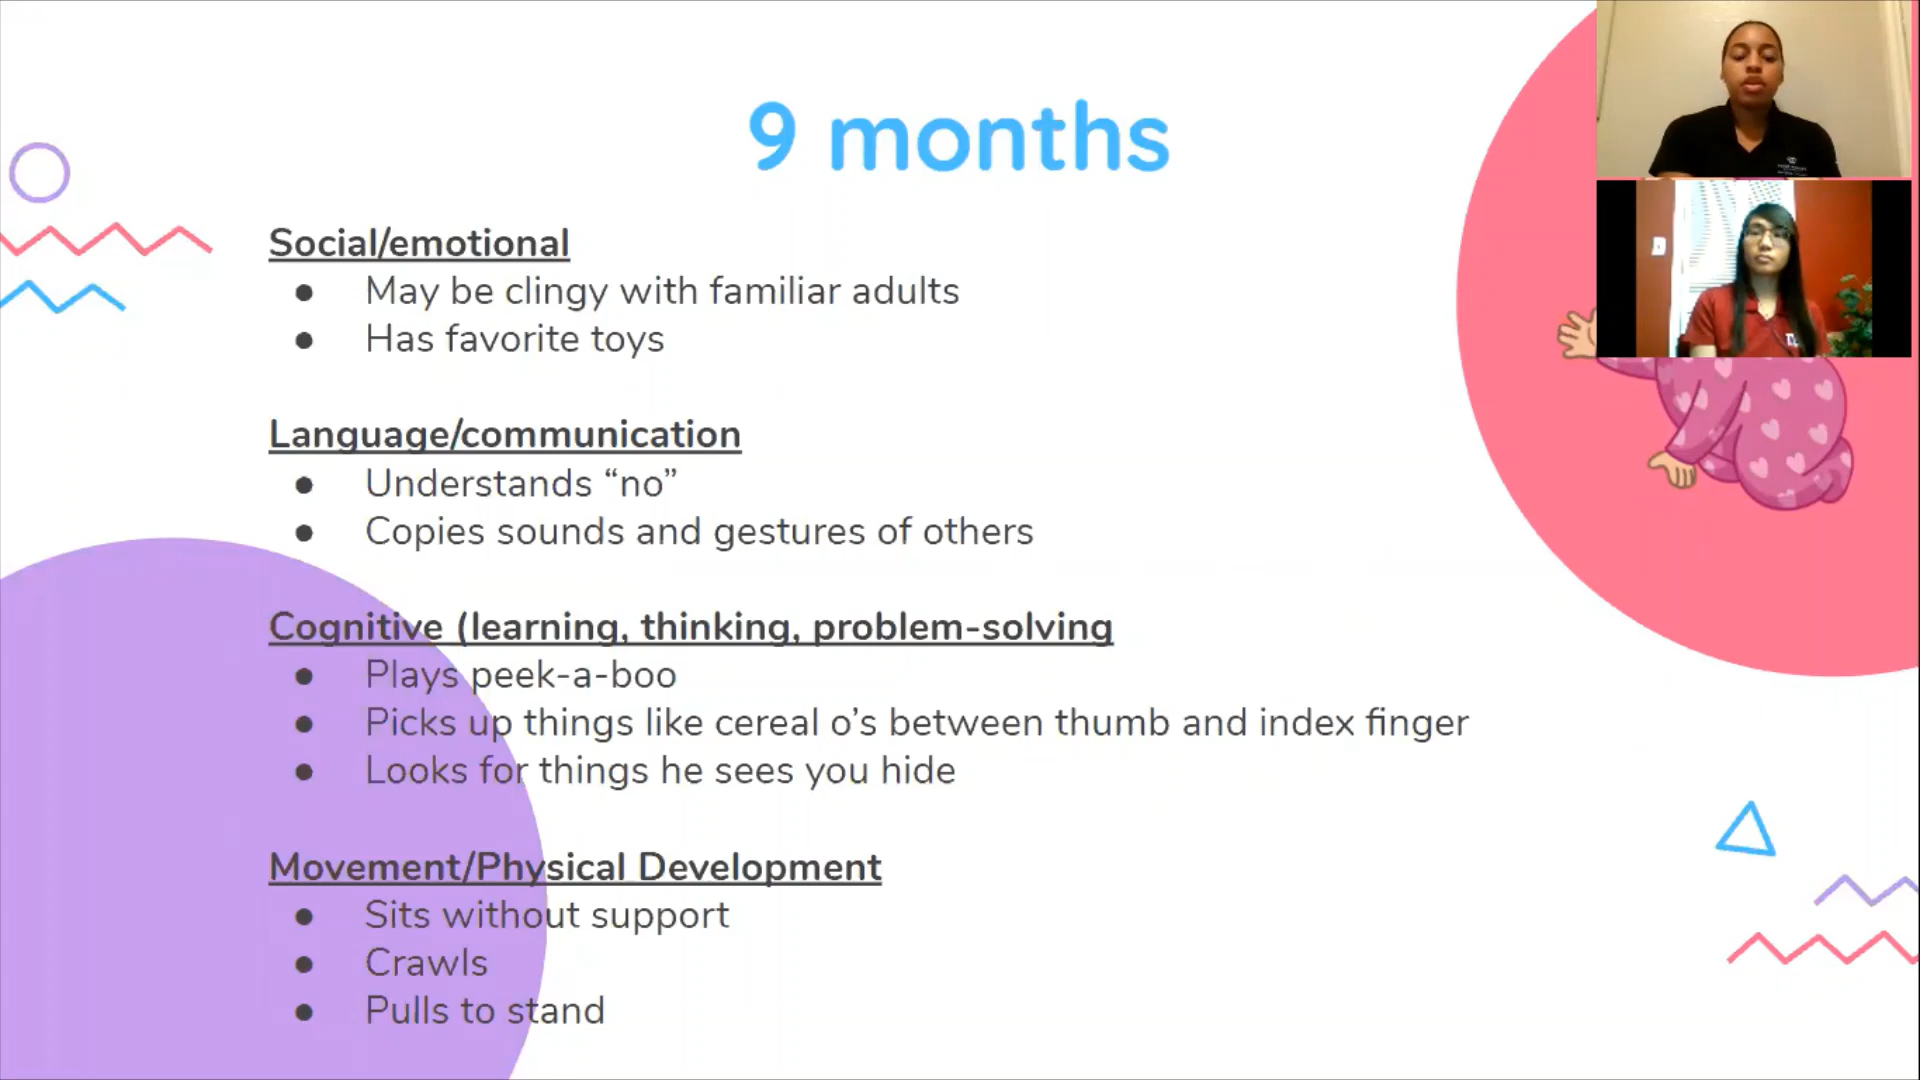 9 months
Social/emotional
● May be clingy with familiar adults
● Has favorite toys
Language/communication
● Understands “no”
● Copies sounds and gestures of others
Cognitive (learning, thinking, problem-solving
● Plays peek-a-boo
● Picks up things like cereal o’s between thumb and index finger
● Looks for things he sees you hide
Movement/Physical Development
● Sits without support
● Crawls
● Pulls to stand